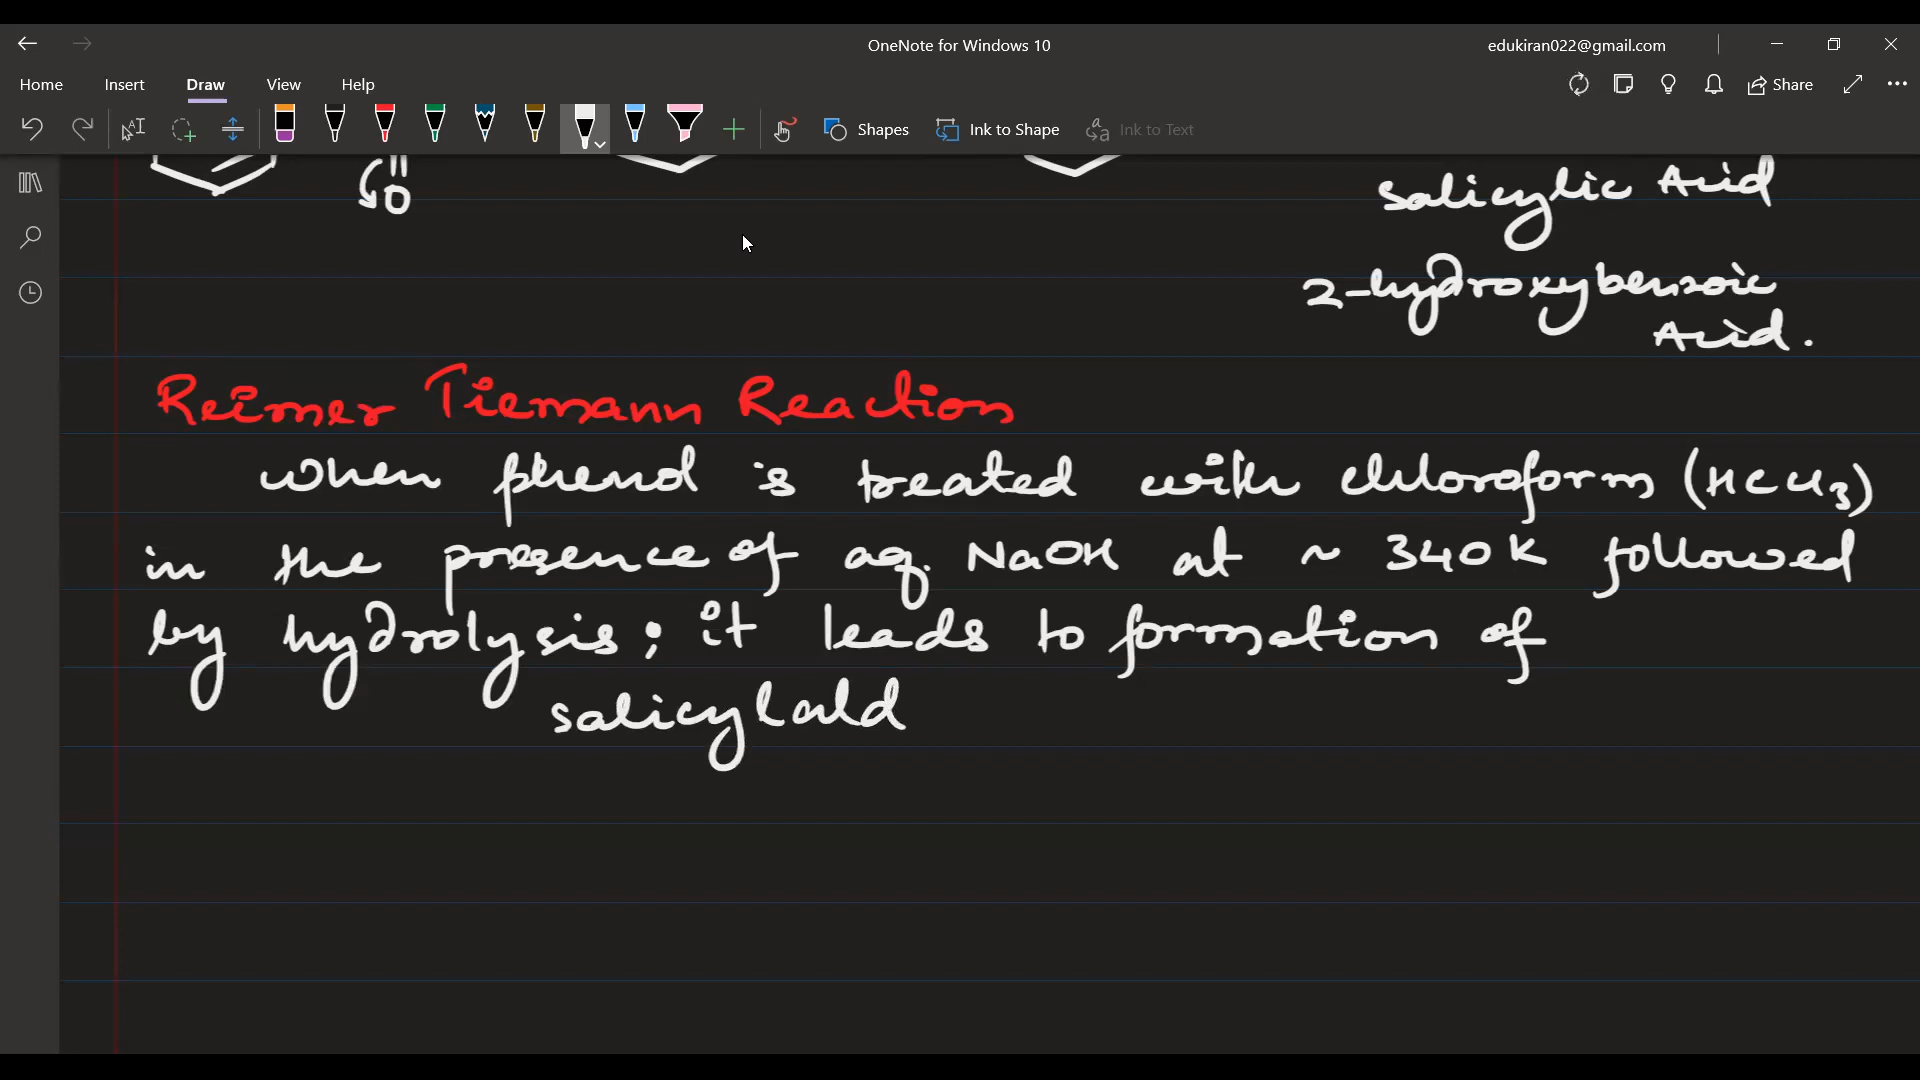 OneNote for Windows 10
edukiran022@gmail.com
Home Insert Draw View Help
Share
Shapes Ink to Shape Ink to Text
O
Salicylic Acid
2-hydroxybenzoic
Acid.
Reimer Tiemann Reaction
when phenol is treated with chloroform (HCCl3)
in the presence of aq. NaOH at ~ 340K followed
by hydrolysis; it leads to formation of
salicylald